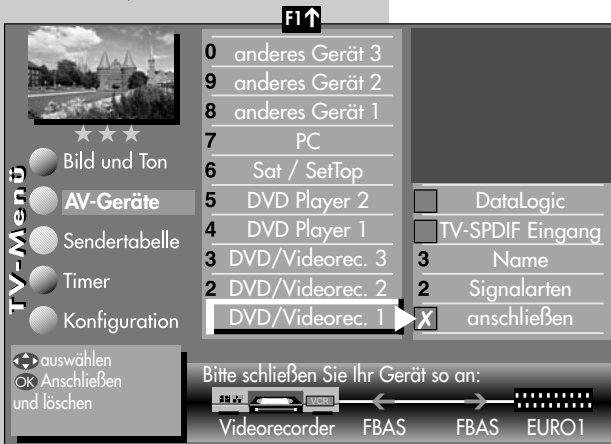 F1↑
0 anderes Gerät 3
9 anderes Gerät 2
8 anderes Gerät 1
7 PC
6 Sat / SetTop
5 DVD Player 2
4 DVD Player 1
3 DVD/Videorec. 3
2 DVD/Videorec. 2
DVD/Videorec. 1
TV-Menü
Bild und Ton
AV-Geräte
Sendertabelle
Timer
Konfiguration
DataLogic
TV-SPDIF Eingang
3 Name
2 Signalarten
X anschließen
auswählen
OK Anschließen
und löschen
Bitte schließen Sie Ihr Gerät so an:
VCR
Videorecorder FBAS FBAS EURO1